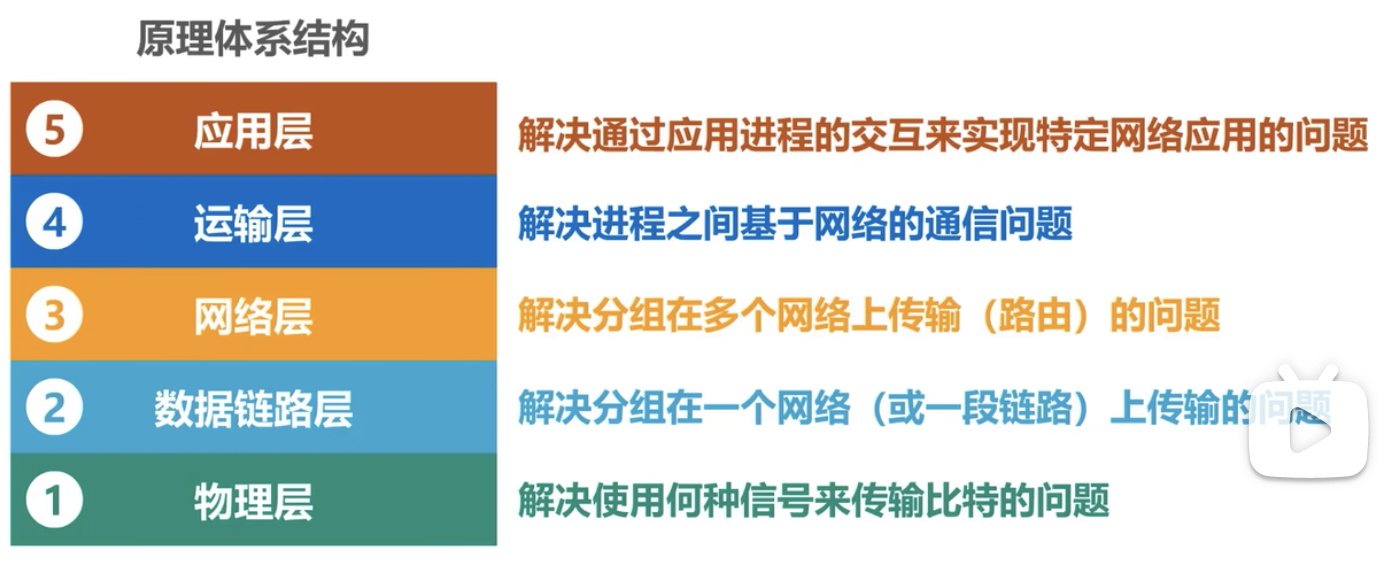 原理体系结构
5 应用层 解决通过应用进程的交互来实现特定网络应用的问题
4 运输层 解决进程之间基于网络的通信问题
3 网络层 解决分组在多个网络上传输（路由）的问题
2 数据链路层 解决分组在一个网络（或一段链路）上传输的问题
1 物理层 解决使用何种信号来传输比特的问题